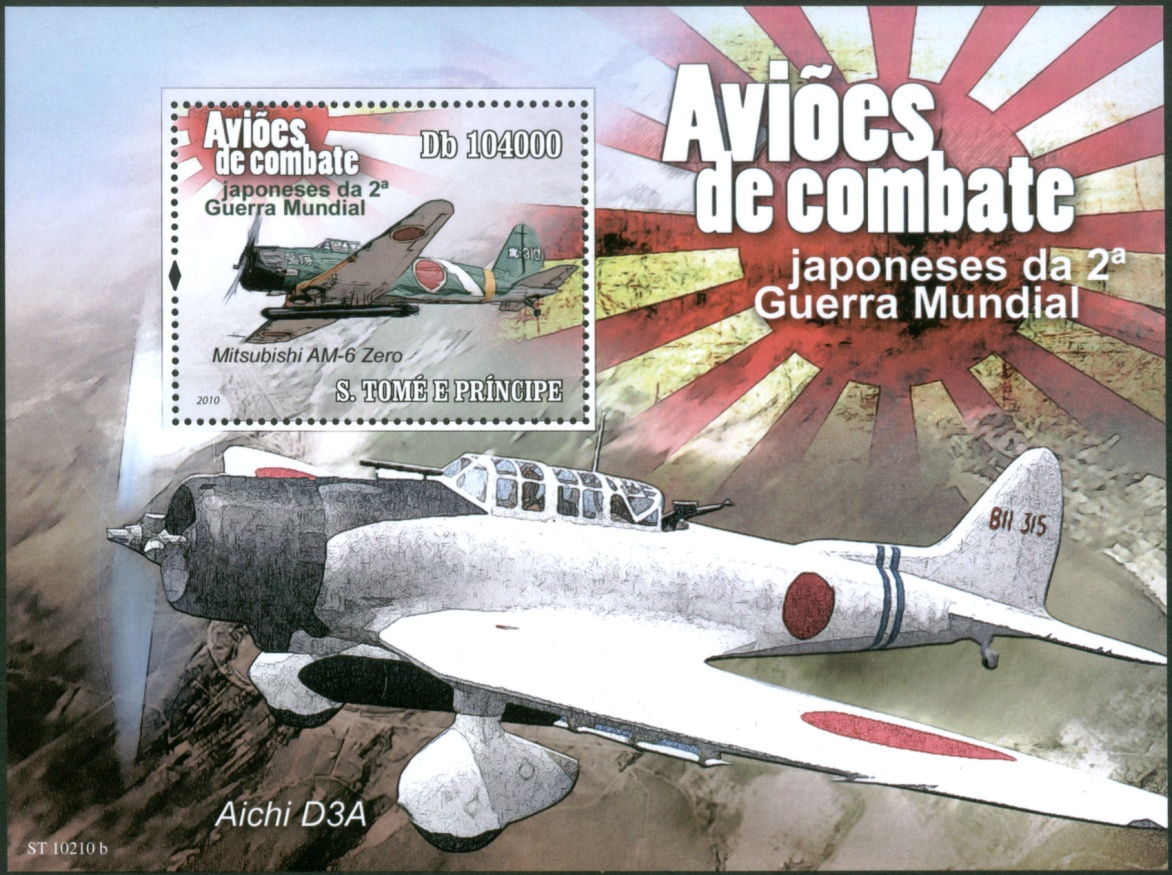 Aviões
de combate
japoneses da 2ª
Guerra Mundial
Db 104000
Mitsubishi AM-6 Zero
2010
S. TOMÉ E PRÍNCIPE
Aviões
de combate
japoneses da 2ª
Guerra Mundial
BII 315
Aichi D3A
ST 10210 b